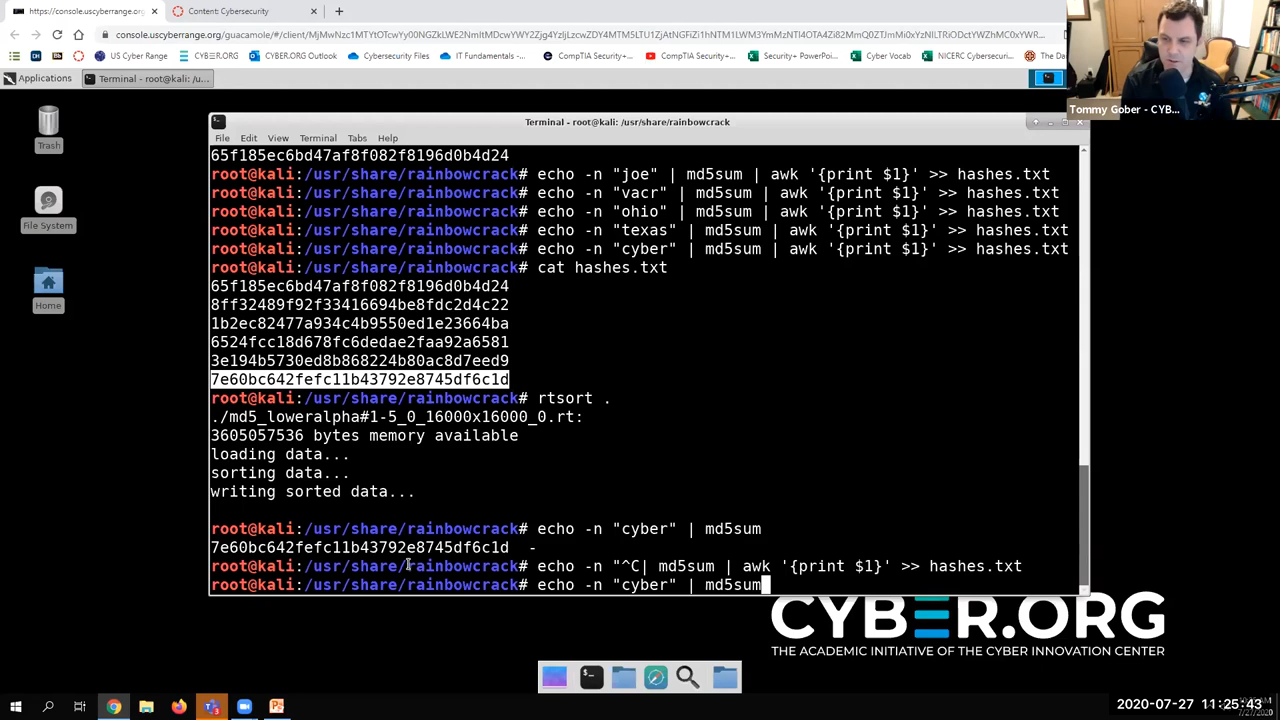 https://console.uscyberrange.org/
Content: Cybersecurity
console.uscyberrange.org/guacamole/#/client/
US Cyber Range
CYBER.ORG
CYBER.ORG Outlook
Cybersecurity Files
IT Fundamentals -...
CompTIA Security+...
CompTIA Security+...
Security+ PowerPoi...
Cyber Vocab
NICERC Cybersecurit...
The Da
Applications
Terminal - root@kali: /u...
Tommy Gober - CYB...
Trash
File System
Home
Terminal - root@kali: /usr/share/rainbowcrack
File Edit View Terminal Tabs Help
65f185ec6bd47af8f082f8196d0b4d24
root@kali:/usr/share/rainbowcrack# echo -n "joe" | md5sum | awk '{print $1}' >> hashes.txt
root@kali:/usr/share/rainbowcrack# echo -n "vacr" | md5sum | awk '{print $1}' >> hashes.txt
root@kali:/usr/share/rainbowcrack# echo -n "ohio" | md5sum | awk '{print $1}' >> hashes.txt
root@kali:/usr/share/rainbowcrack# echo -n "texas" | md5sum | awk '{print $1}' >> hashes.txt
root@kali:/usr/share/rainbowcrack# echo -n "cyber" | md5sum | awk '{print $1}' >> hashes.txt
root@kali:/usr/share/rainbowcrack# cat hashes.txt
65f185ec6bd47af8f082f8196d0b4d24
8ff32489f92f33416694be8fdc2d4c22
1b2ec82477a934c4b9550ed1e23664ba
6524fcc18d678fc6dedae2faa92a6581
3e194b5730ed8b868224b80ac8d7eed9
7e60bc642fefc11b43792e8745df6c1d
root@kali:/usr/share/rainbowcrack# rtsort .
./md5_loweralpha#1-5_0_16000x16000_0.rt:
3605057536 bytes memory available
loading data...
sorting data...
writing sorted data...
root@kali:/usr/share/rainbowcrack# echo -n "cyber" | md5sum
7e60bc642fefc11b43792e8745df6c1d  -
root@kali:/usr/share/rainbowcrack# echo -n "^C| md5sum | awk '{print $1}' >> hashes.txt
root@kali:/usr/share/rainbowcrack# echo -n "cyber" | md5sum
CYBER.ORG
THE ACADEMIC INITIATIVE OF THE CYBER INNOVATION CENTER
2020-07-27 11:25:43